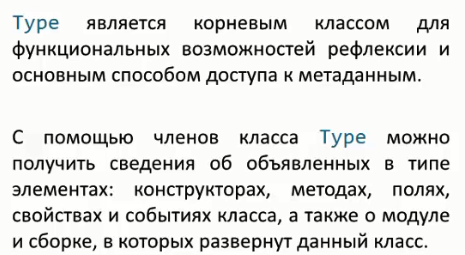 Type является корневым классом для
функциональных возможностей рефлексии и
основным способом доступа к метаданным.
С помощью членов класса Type можно
получить сведения об объявленных в типе
элементах: конструкторах, методах, полях,
свойствах и событиях класса, а также о модуле
и сборке, в которых развернут данный класс.